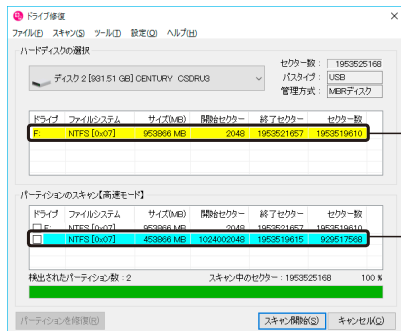 ドライブ修復
ファイル(F) スキャン(S) ツール(T) 設定(O) ヘルプ(H)
ハードディスクの選択
セクター数： 1953525168
ディスク 2 [931.51 GB] CENTURY CSDRU3
バスタイプ： USB
管理方式： MBRディスク
ドライブ ファイルシステム サイズ(MB) 開始セクター 終了セクター セクター数
F: NTFS [0x07] 953866 MB 2048 1953521657 1953519610
パーティションのスキャン【高速モード】
ドライブ ファイルシステム サイズ(MB) 開始セクター 終了セクター セクター数
F: NTFS [0x07] 953866 MB 2048 1953521657 1953519610
NTFS [0x07] 453866 MB 1024002048 1953519615 929517568
検出されたパーティション数：2 スキャン中のセクター：1953525168 100 %
パーティションを修復(R) スキャン開始(S) キャンセル(C)